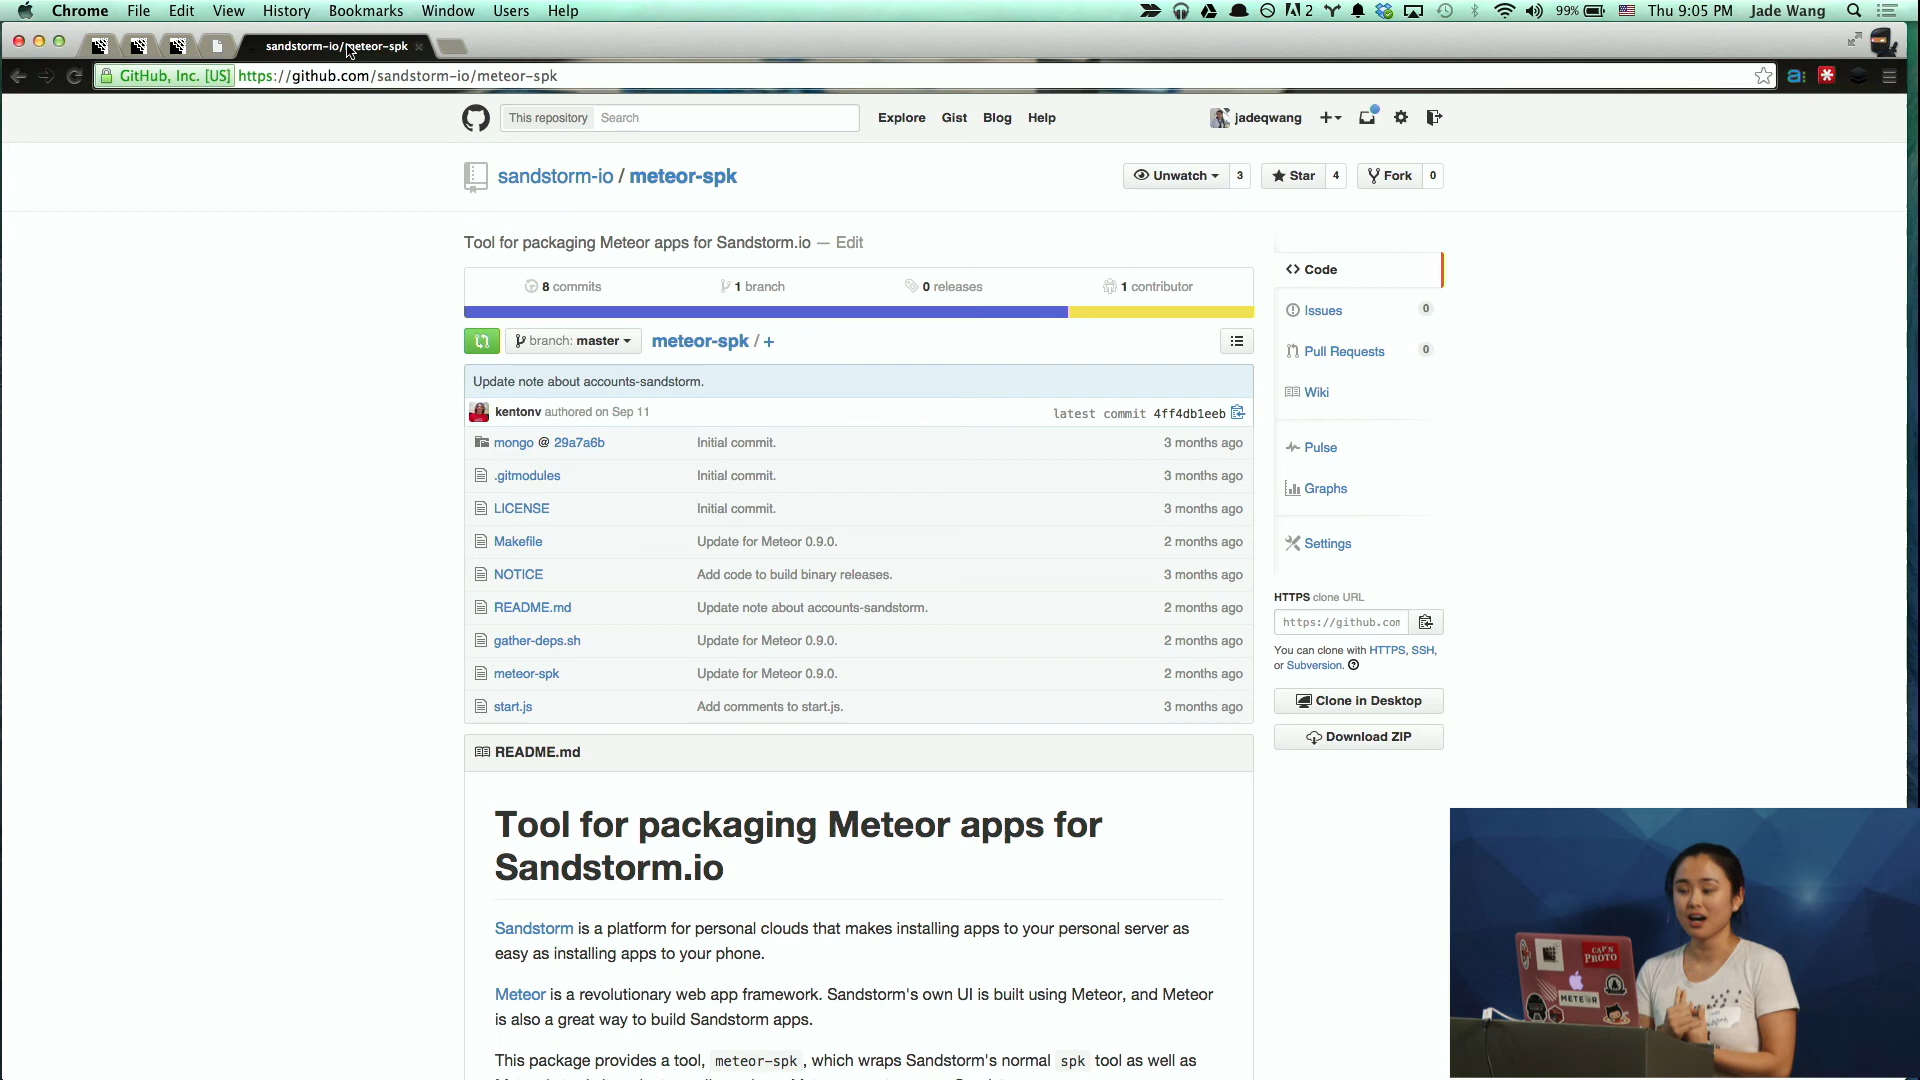 Chrome File Edit View History Bookmarks Window Users Help 2 99% Thu 9:05 PM Jade Wang
sandstorm-io/meteor-spk
GitHub, Inc. [US] https://github.com/sandstorm-io/meteor-spk
This repository Search Explore Gist Blog Help jadeqwang
sandstorm-io / meteor-spk Unwatch 3 Star 4 Fork 0
Tool for packaging Meteor apps for Sandstorm.io — Edit
8 commits 1 branch 0 releases 1 contributor
branch: master meteor-spk / +
Update note about accounts-sandstorm.
kentonv authored on Sep 11 latest commit 4ff4db1eeb
mongo @ 29a7a6b Initial commit. 3 months ago
.gitmodules Initial commit. 3 months ago
LICENSE Initial commit. 3 months ago
Makefile Update for Meteor 0.9.0. 2 months ago
NOTICE Add code to build binary releases. 3 months ago
README.md Update note about accounts-sandstorm. 2 months ago
gather-deps.sh Update for Meteor 0.9.0. 2 months ago
meteor-spk Update for Meteor 0.9.0. 2 months ago
start.js Add comments to start.js. 3 months ago
Code
Issues 0
Pull Requests 0
Wiki
Pulse
Graphs
Settings
HTTPS clone URL
https://github.com
You can clone with HTTPS, SSH,
or Subversion.
Clone in Desktop
Download ZIP
README.md
Tool for packaging Meteor apps for
Sandstorm.io
Sandstorm is a platform for personal clouds that makes installing apps to your personal server as
easy as installing apps to your phone.
Meteor is a revolutionary web app framework. Sandstorm's own UI is built using Meteor, and Meteor
is also a great way to build Sandstorm apps.
This package provides a tool, meteor-spk, which wraps Sandstorm's normal spk tool as well as
CAP'N
PROTO
METEOR